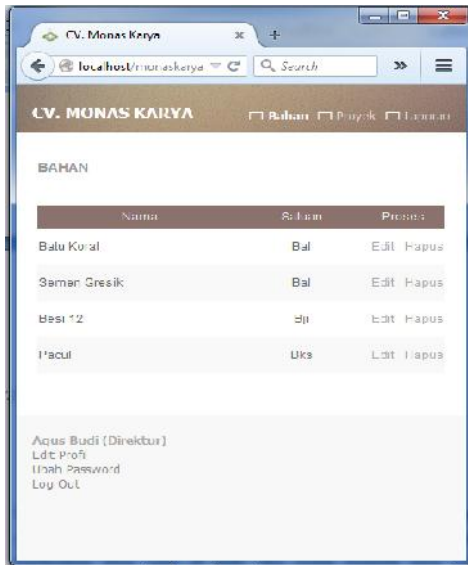 CV. Monas Karya
localhost/monaskarya
Search
CV. MONAS KARYA
Bahan Proyek Laporan
BAHAN
Nama Satuan Proses
Batu Koral Bal Edit Hapus
Semen Gresik Bal Edit Hapus
Besi 12 Bji Edit Hapus
Pacul Bks Edit Hapus
Agus Budi (Direktur)
Edit Profil
Ubah Password
Log Out